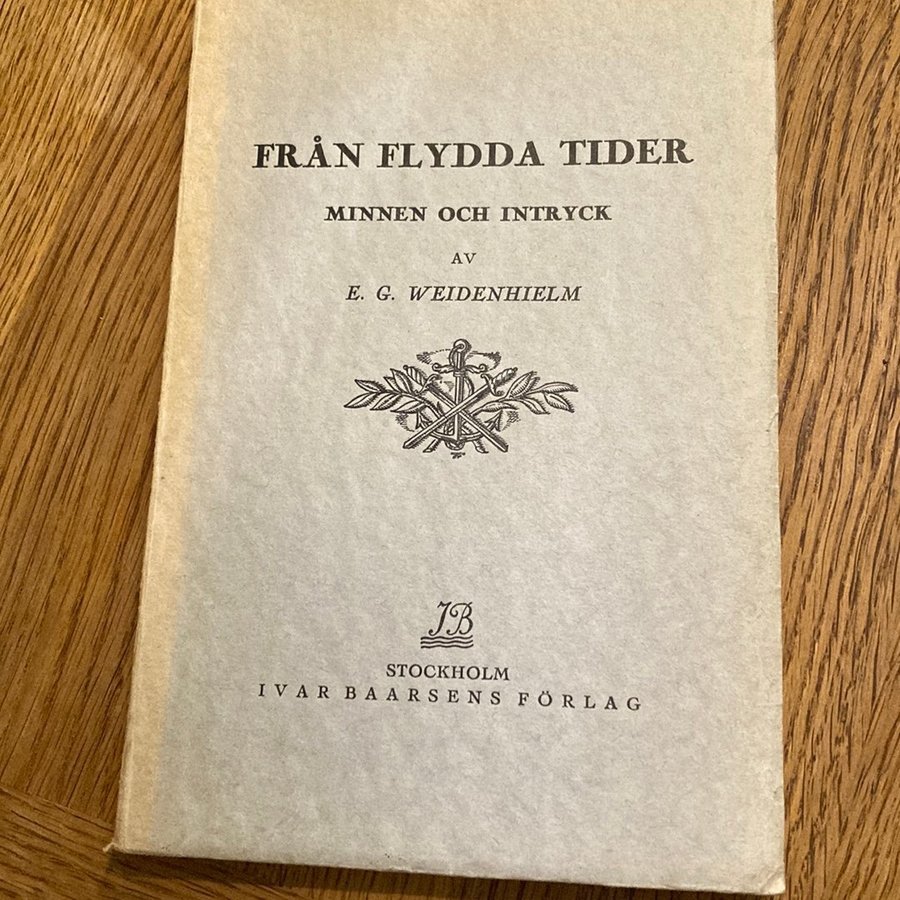 FRÅN FLYDDA TIDER
MINNEN OCH INTRYCK
AV
E. G. WEIDENHIELM
IB
STOCKHOLM
IVAR BAARSENS FÖRLAG